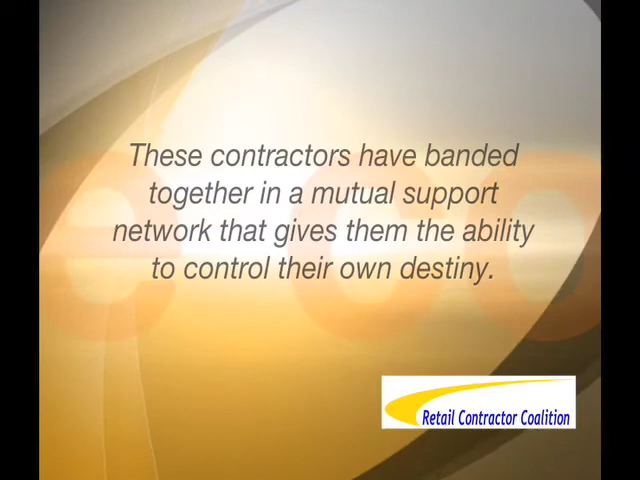 These contractors have banded
together in a mutual support
network that gives them the ability
to control their own destiny.
Retail Contractor Coalition